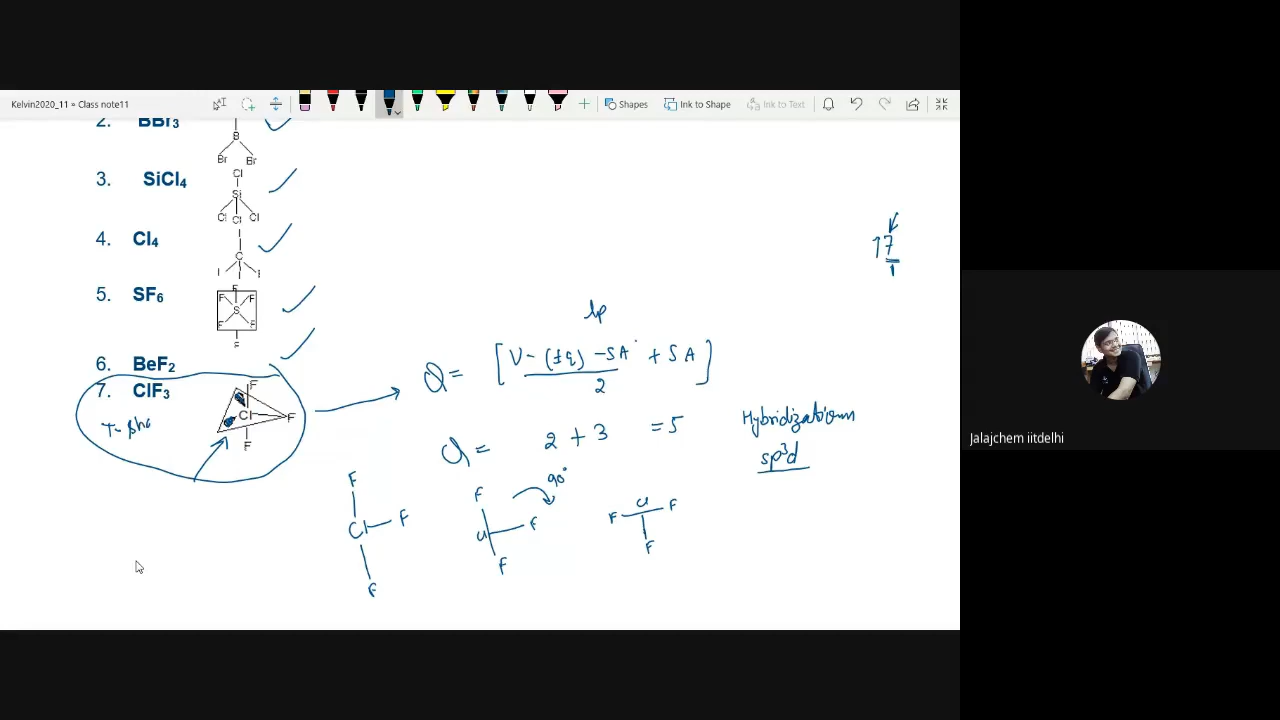 Kelvin2020_11 » Class note11
Shapes
Ink to Shape
Ink to Text
2. BBr3
B
Br Br
3. SiCl4
Cl
Si
Cl Cl Cl
4. CI4
I
C
I I I
5. SF6
F
F F
S
F F
F
6. BeF2
7. ClF3
F
Cl F
F
T-sha
17
1
lp
Q = [V - (±q) - SA + SA]
2
Q = 2 + 3 = 5
Hybridization
sp3d
F
Cl F
F
F 90°
Cl F
F
Cl
F F
F
Jalajchem iitdelhi